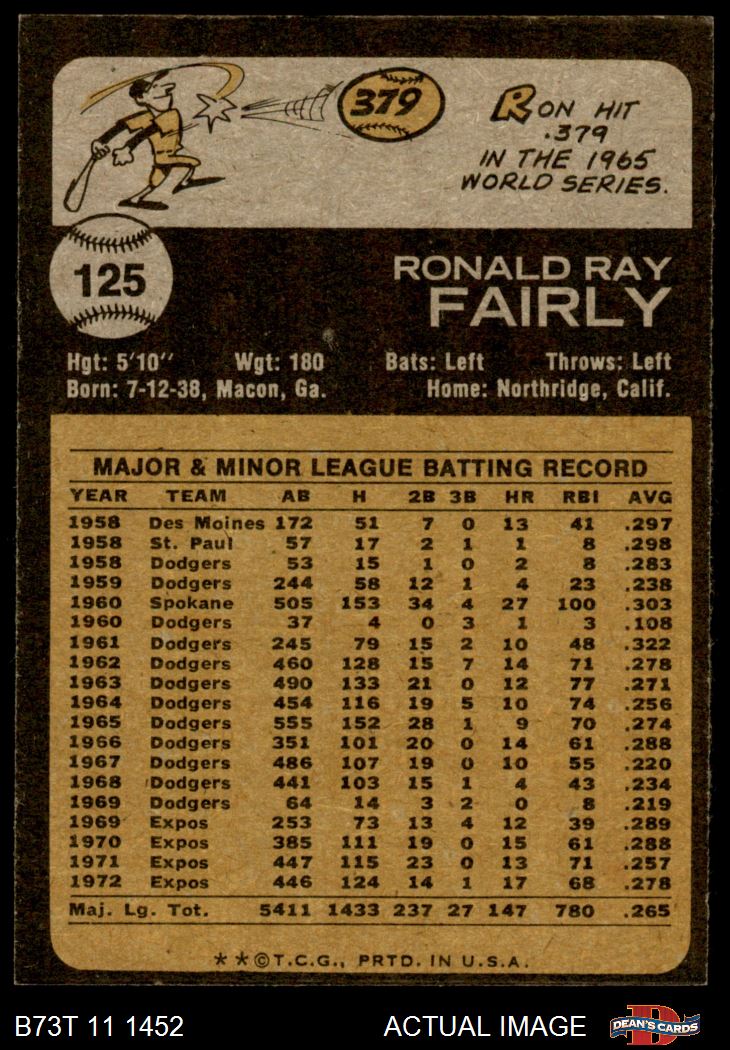 379
RON HIT
.379
IN THE 1965
WORLD SERIES.
125
RONALD RAY
FAIRLY
Hgt: 5'10" Wgt: 180 Bats: Left Throws: Left
Born: 7-12-38, Macon, Ga. Home: Northridge, Calif.
MAJOR & MINOR LEAGUE BATTING RECORD
YEAR TEAM AB H 2B 3B HR RBI AVG
1958 Des Moines 172 51 7 0 13 41 .297
1958 St. Paul 57 17 2 1 1 8 .298
1958 Dodgers 53 15 1 0 2 8 .283
1959 Dodgers 244 58 12 1 4 23 .238
1960 Spokane 505 153 34 4 27 100 .303
1960 Dodgers 37 4 0 3 1 3 .108
1961 Dodgers 245 79 15 2 10 48 .322
1962 Dodgers 460 128 15 7 14 71 .278
1963 Dodgers 490 133 21 0 12 77 .271
1964 Dodgers 454 116 19 5 10 74 .256
1965 Dodgers 555 152 28 1 9 70 .274
1966 Dodgers 351 101 20 0 14 61 .288
1967 Dodgers 486 107 19 0 10 55 .220
1968 Dodgers 441 103 15 1 4 43 .234
1969 Dodgers 64 14 3 2 0 8 .219
1969 Expos 253 73 13 4 12 39 .289
1970 Expos 385 111 19 0 15 61 .288
1971 Expos 447 115 23 0 13 71 .257
1972 Expos 446 124 14 1 17 68 .278
Maj. Lg. Tot. 5411 1433 237 27 147 780 .265
**©T.C.G., PRTD. IN U.S.A.
B73T 11 1452 ACTUAL IMAGE DEAN'S CARDS